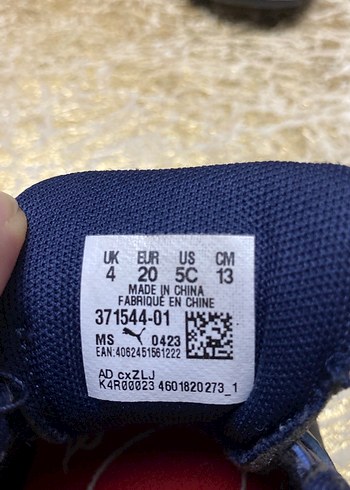 UK EUR US CM
4 20 5C 13
MADE IN CHINA
FABRIQUÉ EN CHINE
371544-01
MS 0423
EAN:4062451561222
AD cxZLJ
K4R00023 4601820273_1